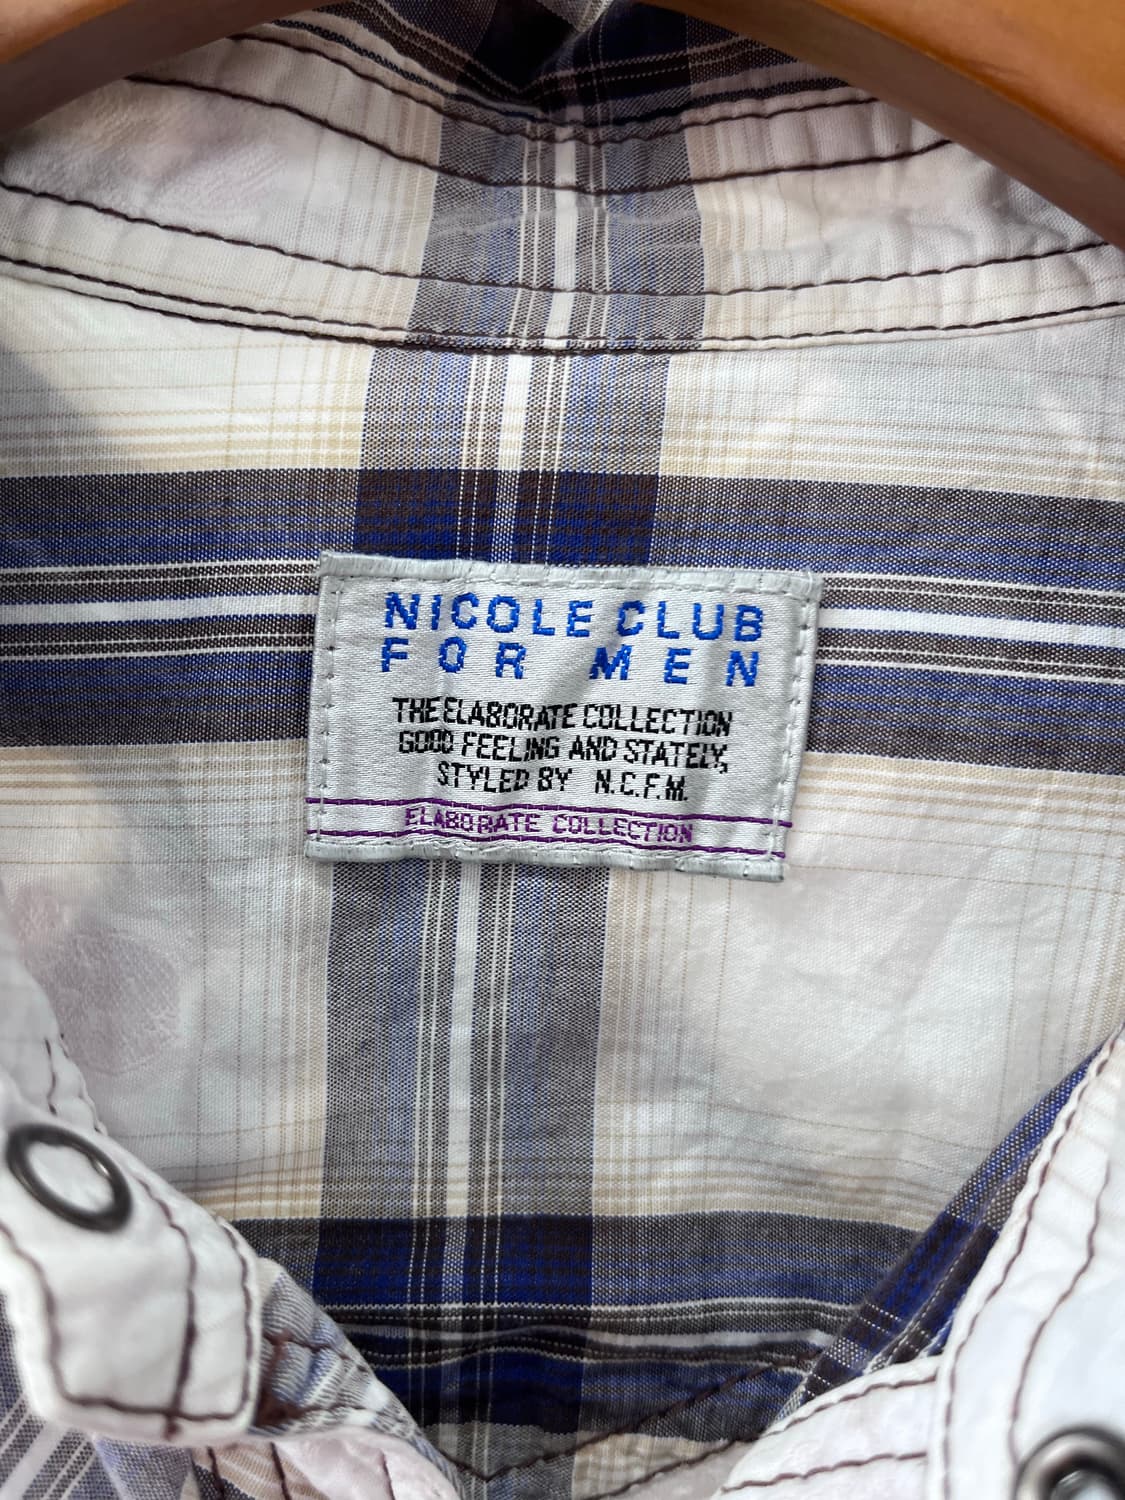 NICOLE CLUB
FOR MEN
THE ELABORATE COLLECTION
GOOD FEELING AND STATELY,
STYLED BY N.C.F.M.
ELABORATE COLLECTION